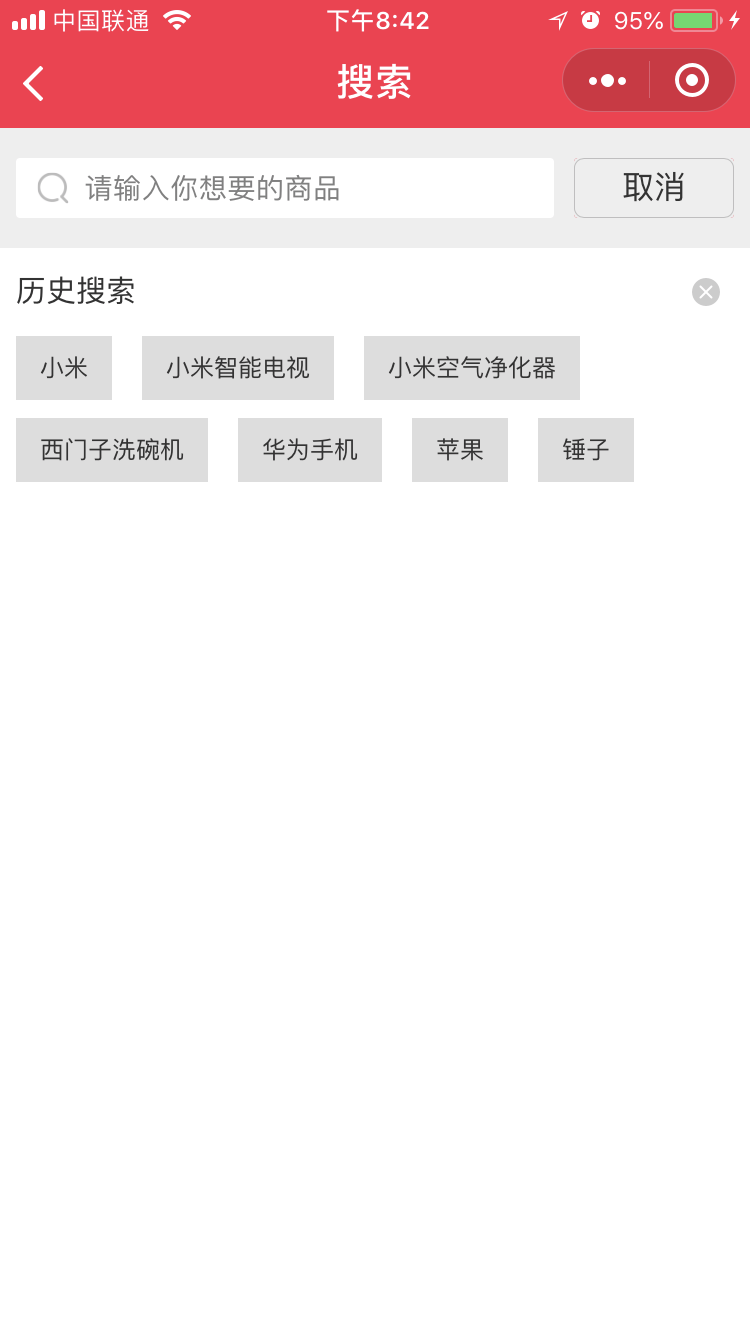 中国联通 下午8:42 95%
搜索
请输入你想要的商品 取消
历史搜索
小米 小米智能电视 小米空气净化器
西门子洗碗机 华为手机 苹果 锤子